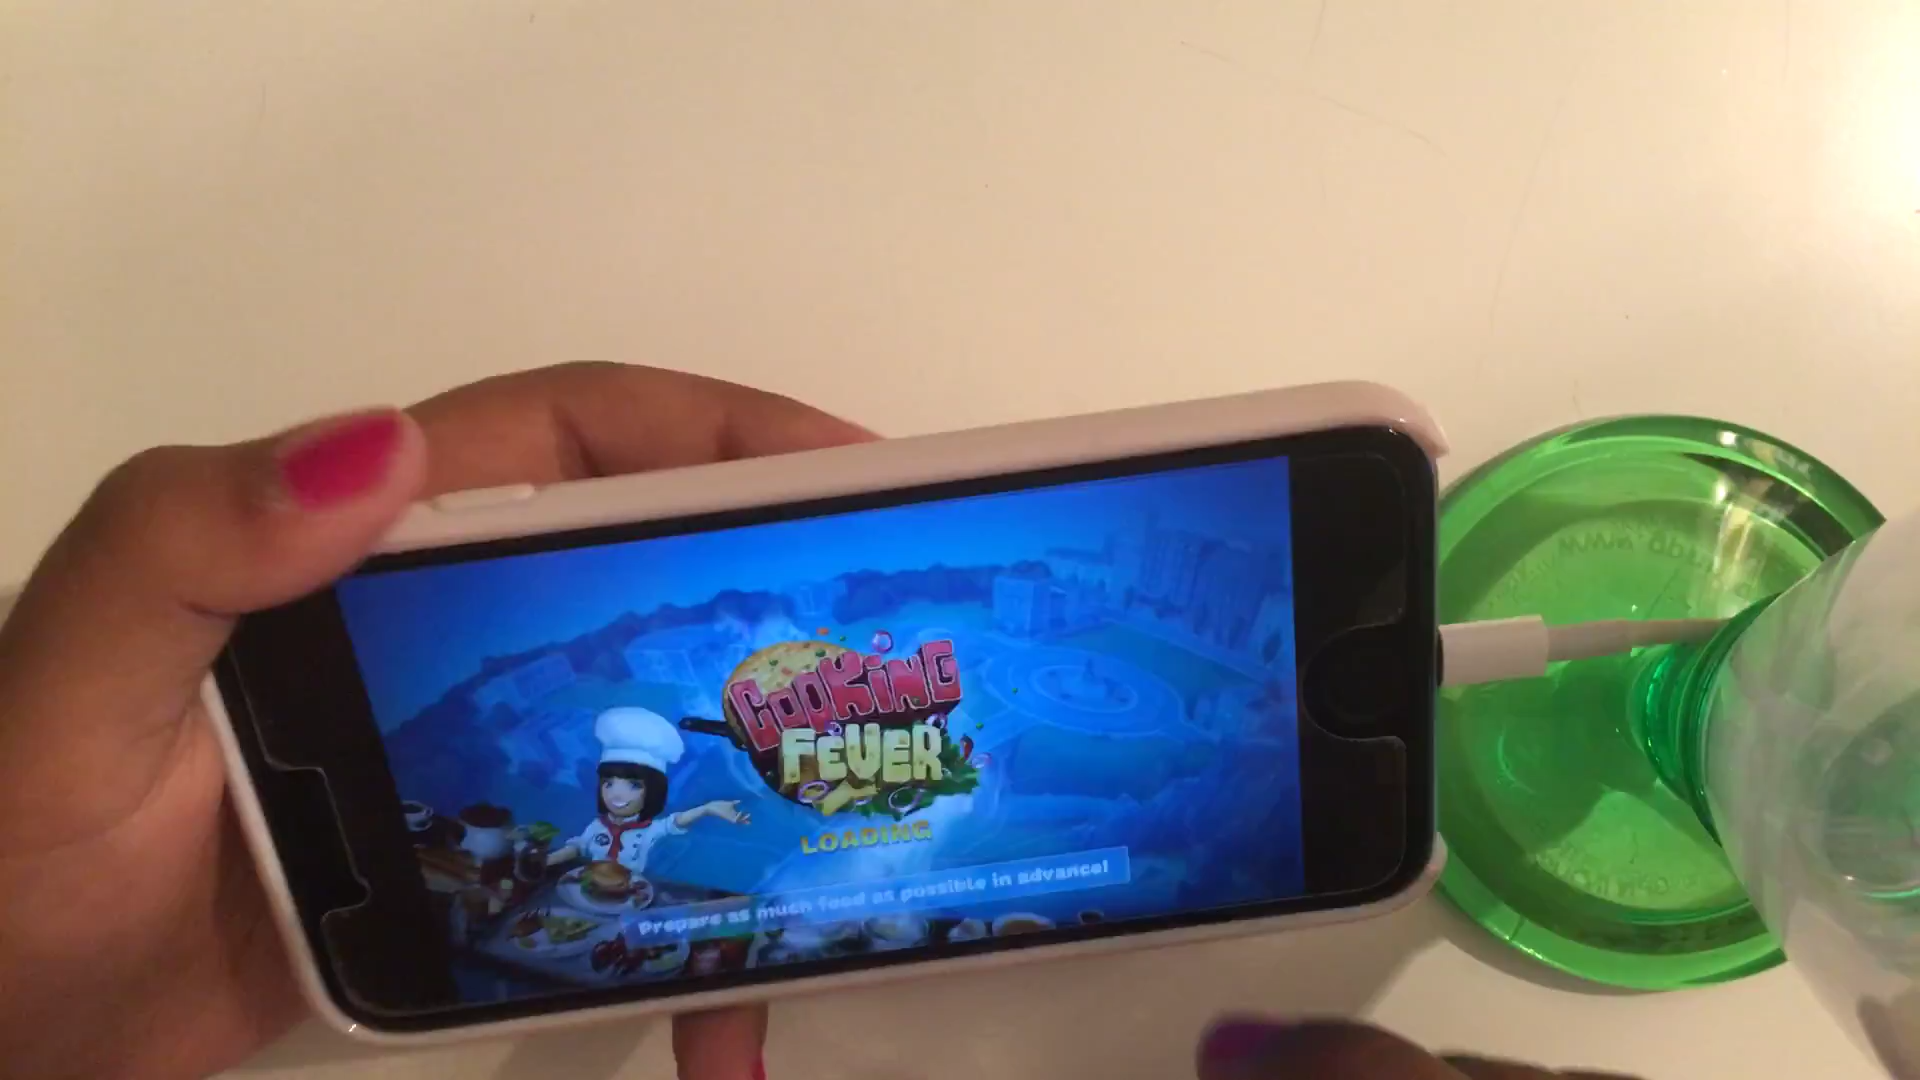 COOKING
FEVER
LOADING
Prepare as much food as possible in advance!